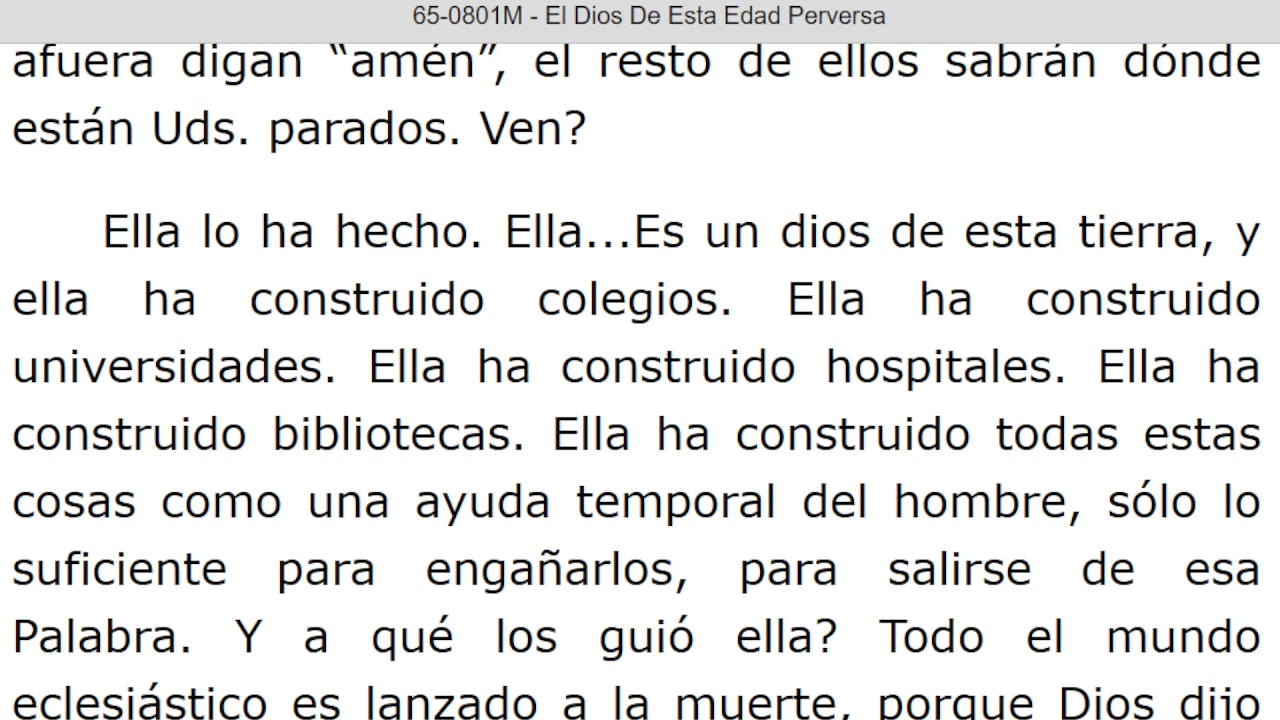 65-0801M - El Dios De Esta Edad Perversa
afuera digan “amén”, el resto de ellos sabrán dónde
están Uds. parados. Ven?
Ella lo ha hecho. Ella...Es un dios de esta tierra, y
ella ha construido colegios. Ella ha construido
universidades. Ella ha construido hospitales. Ella ha
construido bibliotecas. Ella ha construido todas estas
cosas como una ayuda temporal del hombre, sólo lo
suficiente para engañarlos, para salirse de esa
Palabra. Y a qué los guió ella? Todo el mundo
eclesiástico es lanzado a la muerte, porque Dios dijo